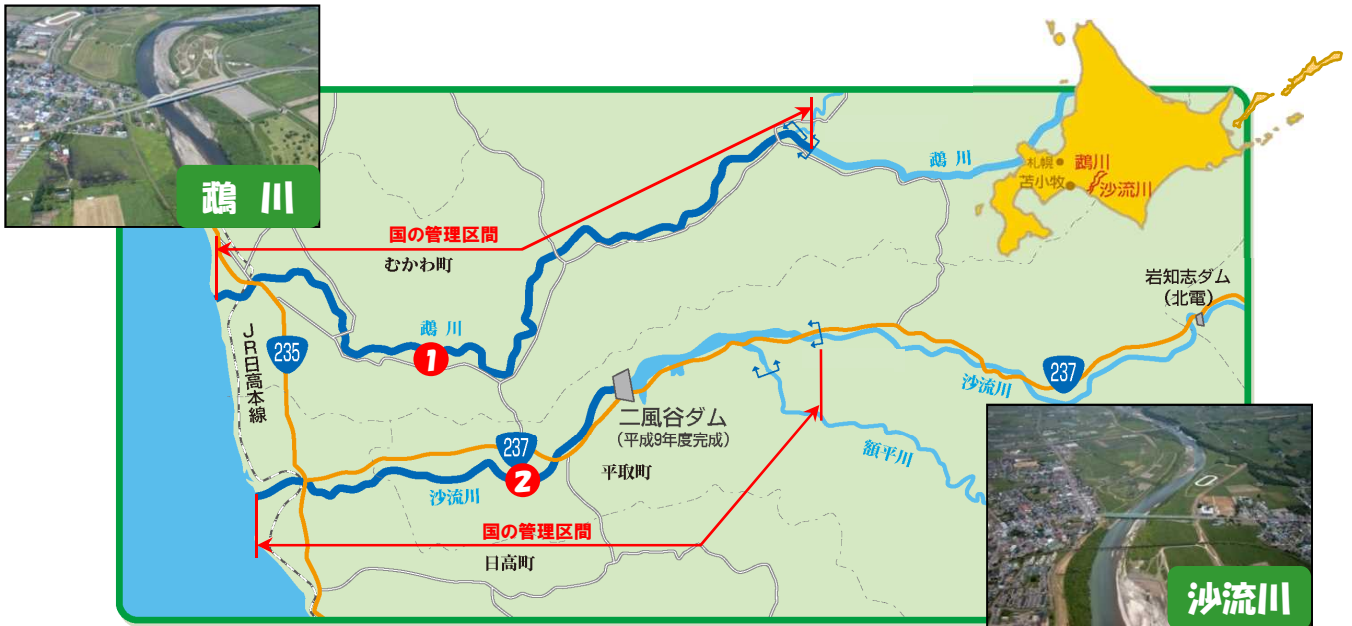 鵡川
国の管理区間
むかわ町
鵡川
札幌
鵡川
苫小牧
沙流川
岩知志ダム
（北電）
鵡川
1
JR日高本線
235
237
沙流川
二風谷ダム
（平成9年度完成）
237
平取町
額平川
2
沙流川
国の管理区間
日高町
沙流川